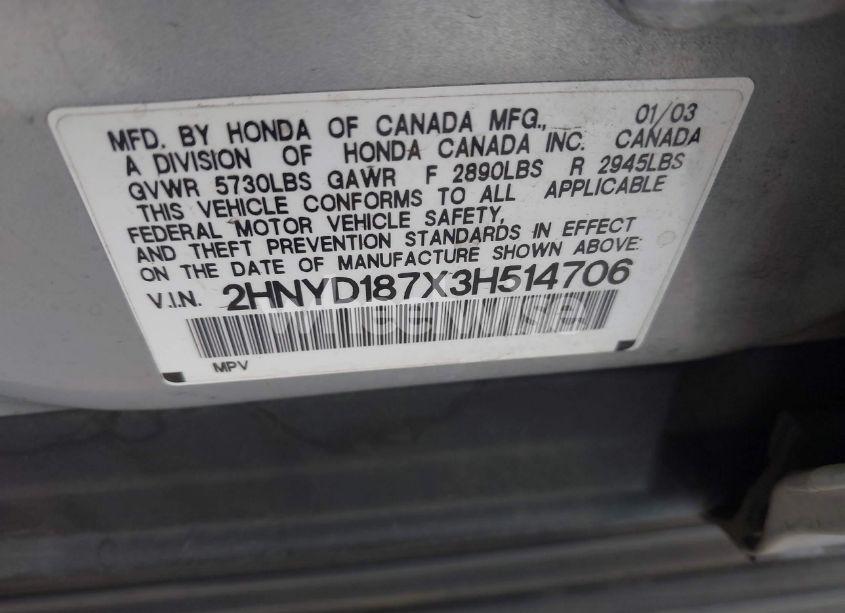 MFD. BY HONDA OF CANADA MFG., 01/03
A DIVISION OF HONDA CANADA INC. CANADA
GVWR 5730LBS GAWR F 2890LBS R 2945LBS
THIS VEHICLE CONFORMS TO ALL APPLICABLE
FEDERAL MOTOR VEHICLE SAFETY,
AND THEFT PREVENTION STANDARDS IN EFFECT
ON THE DATE OF MANUFACTURE SHOWN ABOVE:
V.I.N. 2HNYD187X3H514706
MPV